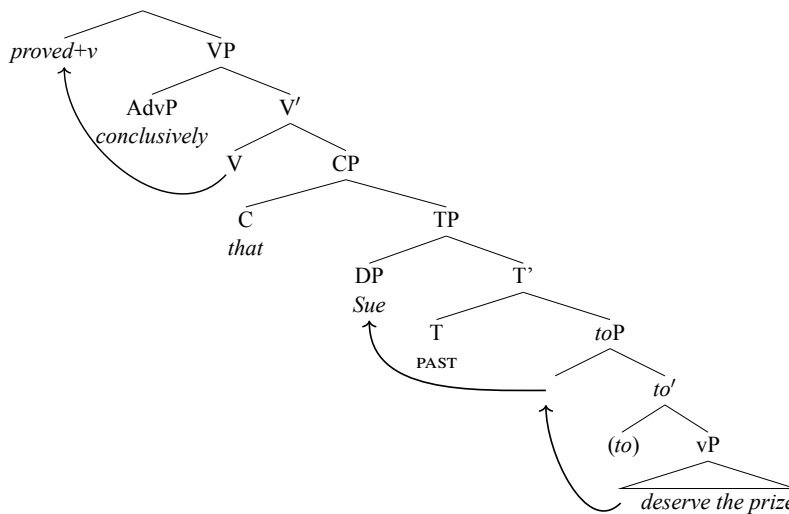 proved+v VP
AdvP V′
conclusively
V CP
C TP
that
DP T’
Sue
T toP
PAST
to′
(to) vP
deserve the prize